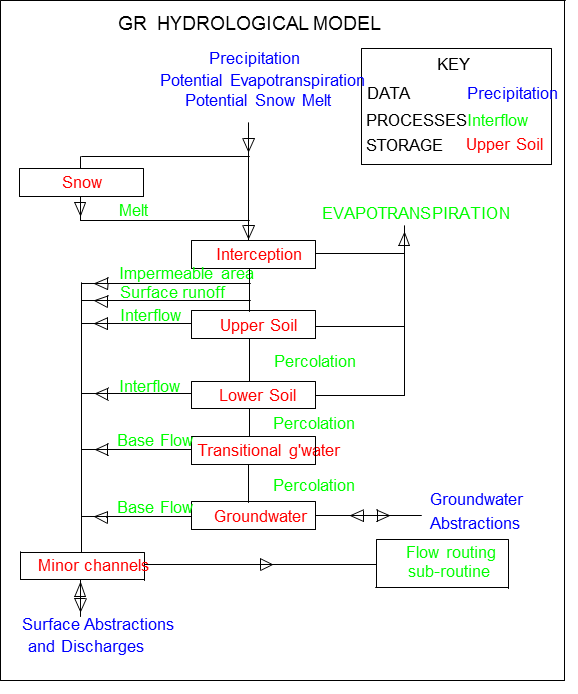 GR HYDROLOGICAL MODEL
Precipitation
Potential Evapotranspiration
Potential Snow Melt
KEY
DATA Precipitation
PROCESSES Interflow
STORAGE Upper Soil
Snow
Melt
EVAPOTRANSPIRATION
Interception
Impermeable area
Surface runoff
Interflow
Upper Soil
Percolation
Interflow
Lower Soil
Percolation
Base Flow
Transitional g'water
Percolation
Base Flow
Groundwater
Groundwater
Abstractions
Minor channels
Flow routing
sub-routine
Surface Abstractions
and Discharges